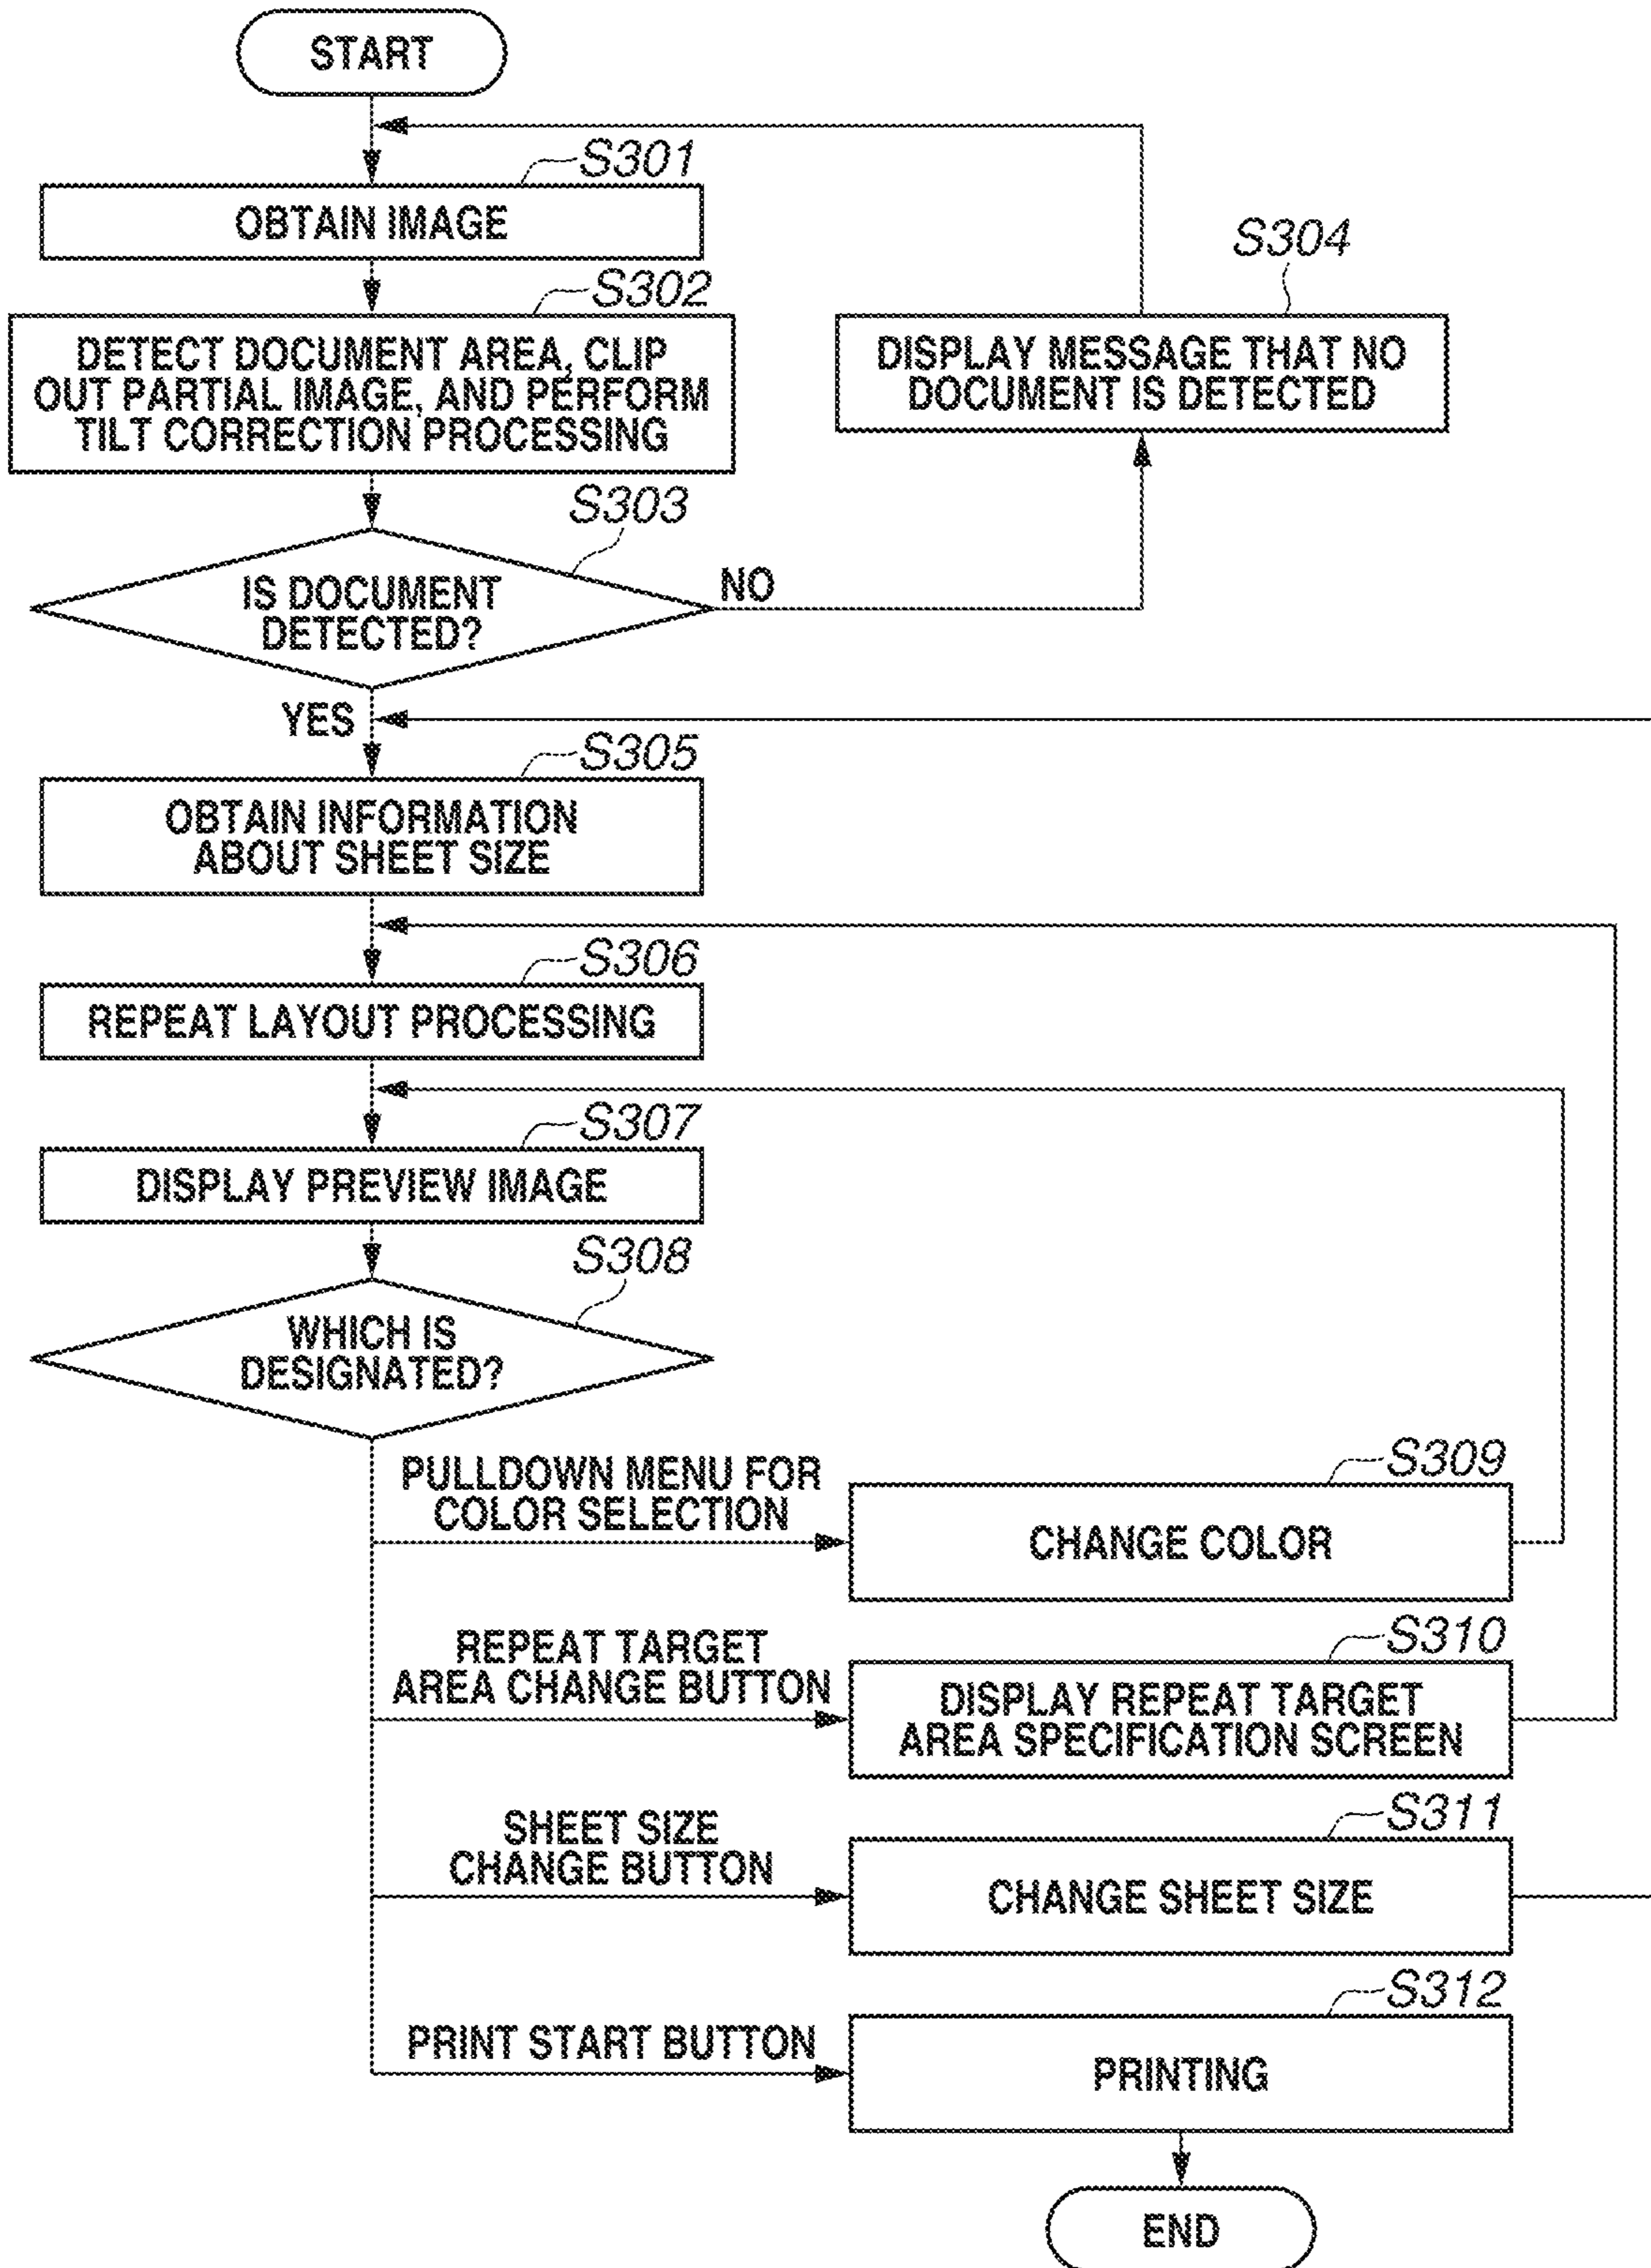 START
S301
OBTAIN IMAGE
S302
DETECT DOCUMENT AREA, CLIP
OUT PARTIAL IMAGE, AND PERFORM
TILT CORRECTION PROCESSING
S304
DISPLAY MESSAGE THAT NO
DOCUMENT IS DETECTED
S303
IS DOCUMENT
DETECTED?
NO
YES
S305
OBTAIN INFORMATION
ABOUT SHEET SIZE
S306
REPEAT LAYOUT PROCESSING
S307
DISPLAY PREVIEW IMAGE
S308
WHICH IS
DESIGNATED?
PULLDOWN MENU FOR
COLOR SELECTION
S309
CHANGE COLOR
REPEAT TARGET
AREA CHANGE BUTTON
S310
DISPLAY REPEAT TARGET
AREA SPECIFICATION SCREEN
SHEET SIZE
CHANGE BUTTON
S311
CHANGE SHEET SIZE
PRINT START BUTTON
S312
PRINTING
END